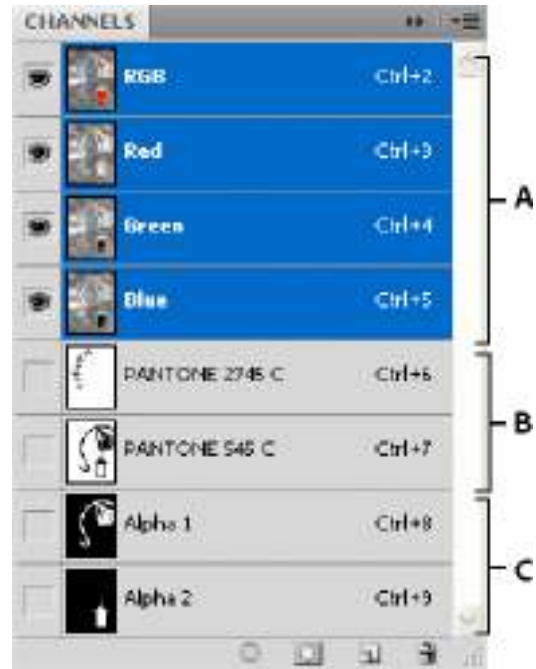 CHANNELS
RGB Ctrl+2
Red Ctrl+3
A
Green Ctrl+4
Blue Ctrl+5
PANTONE 2745 C Ctrl+6
B
PANTONE 545 C Ctrl+7
Alpha 1 Ctrl+8
C
Alpha 2 Ctrl+9